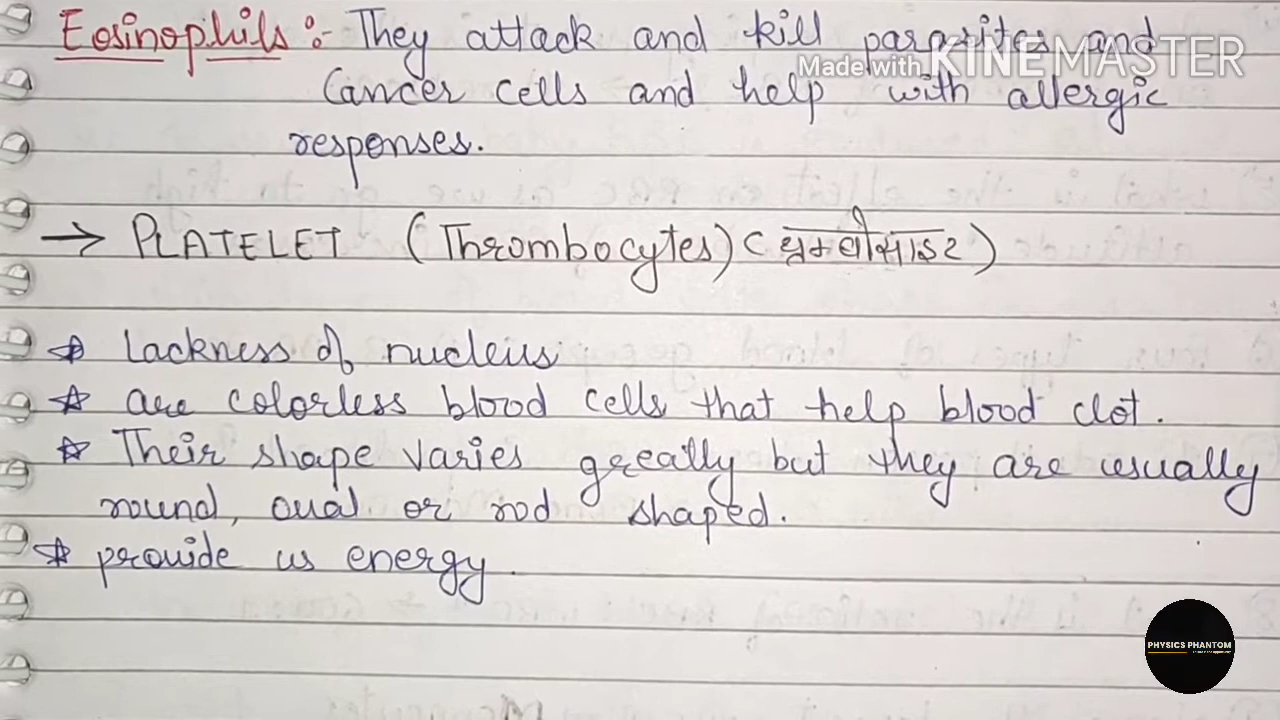 Eosinophils :- They attack and kill parasites and
Cancer cells and help with allergic
responses.
Made with KINEMASTER
→ PLATELET (Thrombocytes) (
☆ Lackness of nucleus
☆ are colorless blood cells that help blood clot.
☆ Their shape varies greatly but they are usually
round, oval or rod shaped.
☆ provide us energy.
PHYSICS PHANTOM